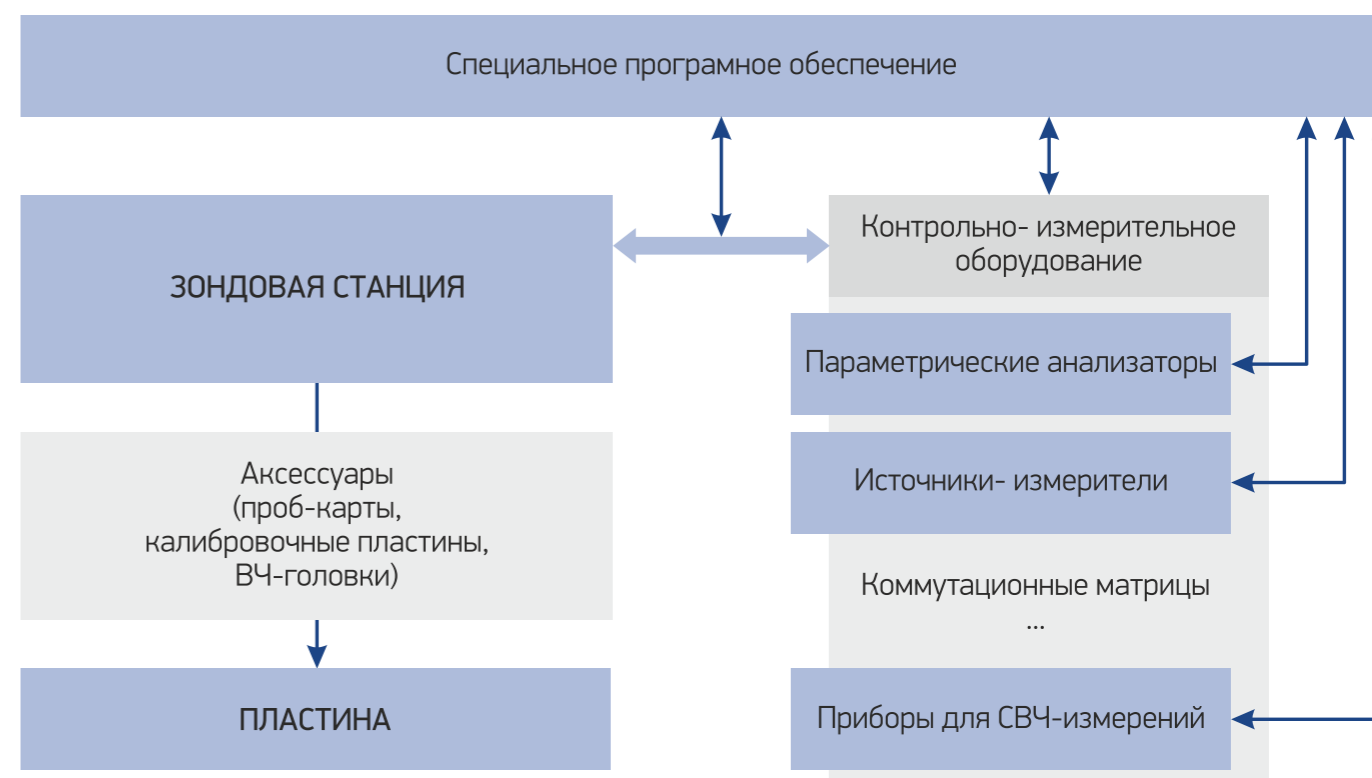 Специальное програмное обеспечение
ЗОНДОВАЯ СТАНЦИЯ
Аксессуары
(проб-карты,
калибровочные пластины,
ВЧ-головки)
ПЛАСТИНА
Контрольно- измерительное
оборудование
Параметрические анализаторы
Источники- измерители
Коммутационные матрицы
...
Приборы для СВЧ-измерений